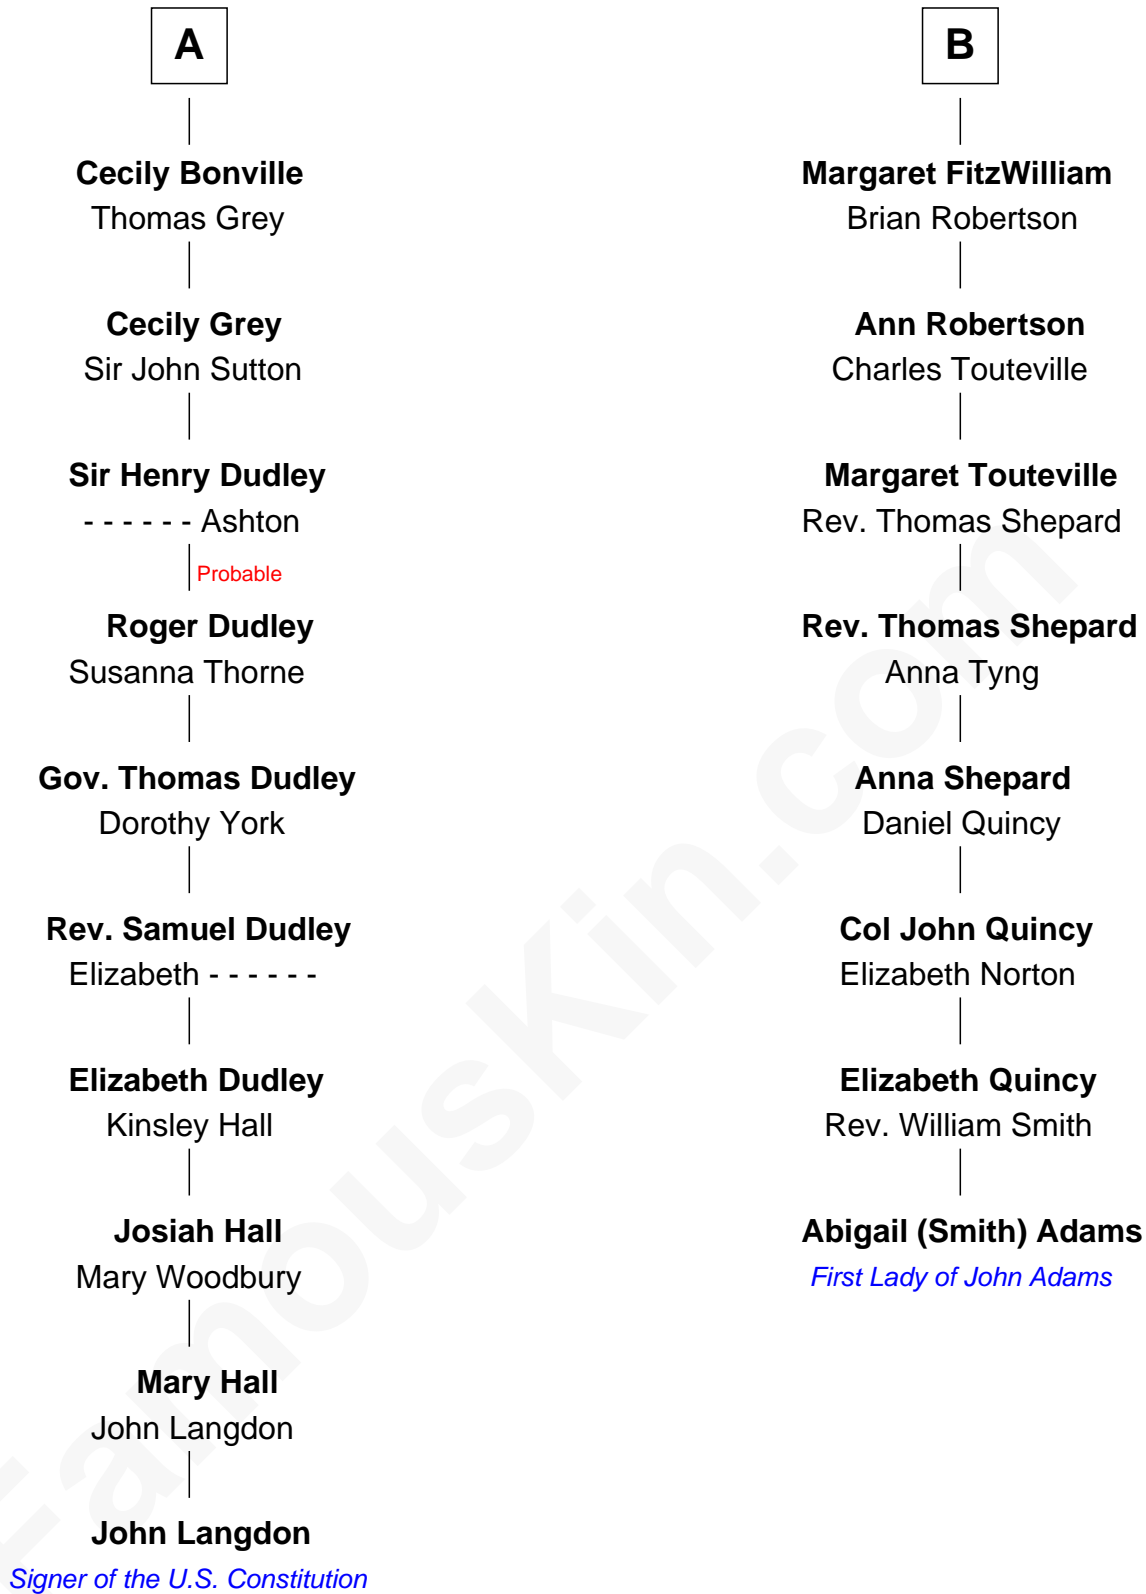 A
Cecily Bonville
Thomas Grey
Cecily Grey
Sir John Sutton
Sir Henry Dudley
- - - - - - Ashton
Probable
Roger Dudley
Susanna Thorne
Gov. Thomas Dudley
Dorothy York
Rev. Samuel Dudley
Elizabeth - - - - - -
Elizabeth Dudley
Kinsley Hall
Josiah Hall
Mary Woodbury
Mary Hall
John Langdon
John Langdon
Signer of the U.S. Constitution
B
Margaret FitzWilliam
Brian Robertson
Ann Robertson
Charles Touteville
Margaret Touteville
Rev. Thomas Shepard
Rev. Thomas Shepard
Anna Tyng
Anna Shepard
Daniel Quincy
Col John Quincy
Elizabeth Norton
Elizabeth Quincy
Rev. William Smith
Abigail (Smith) Adams
First Lady of John Adams
FamousKin.com